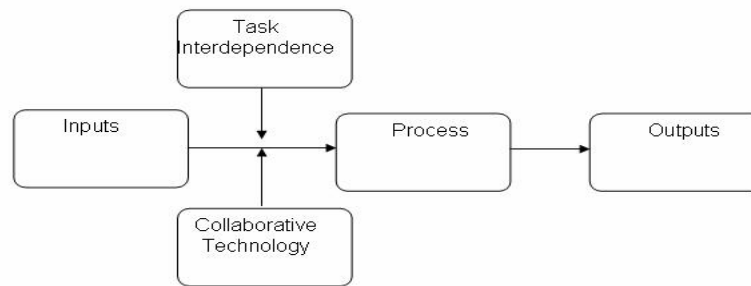 Task
Interdependence
Inputs
Process
Outputs
Collaborative
Technology